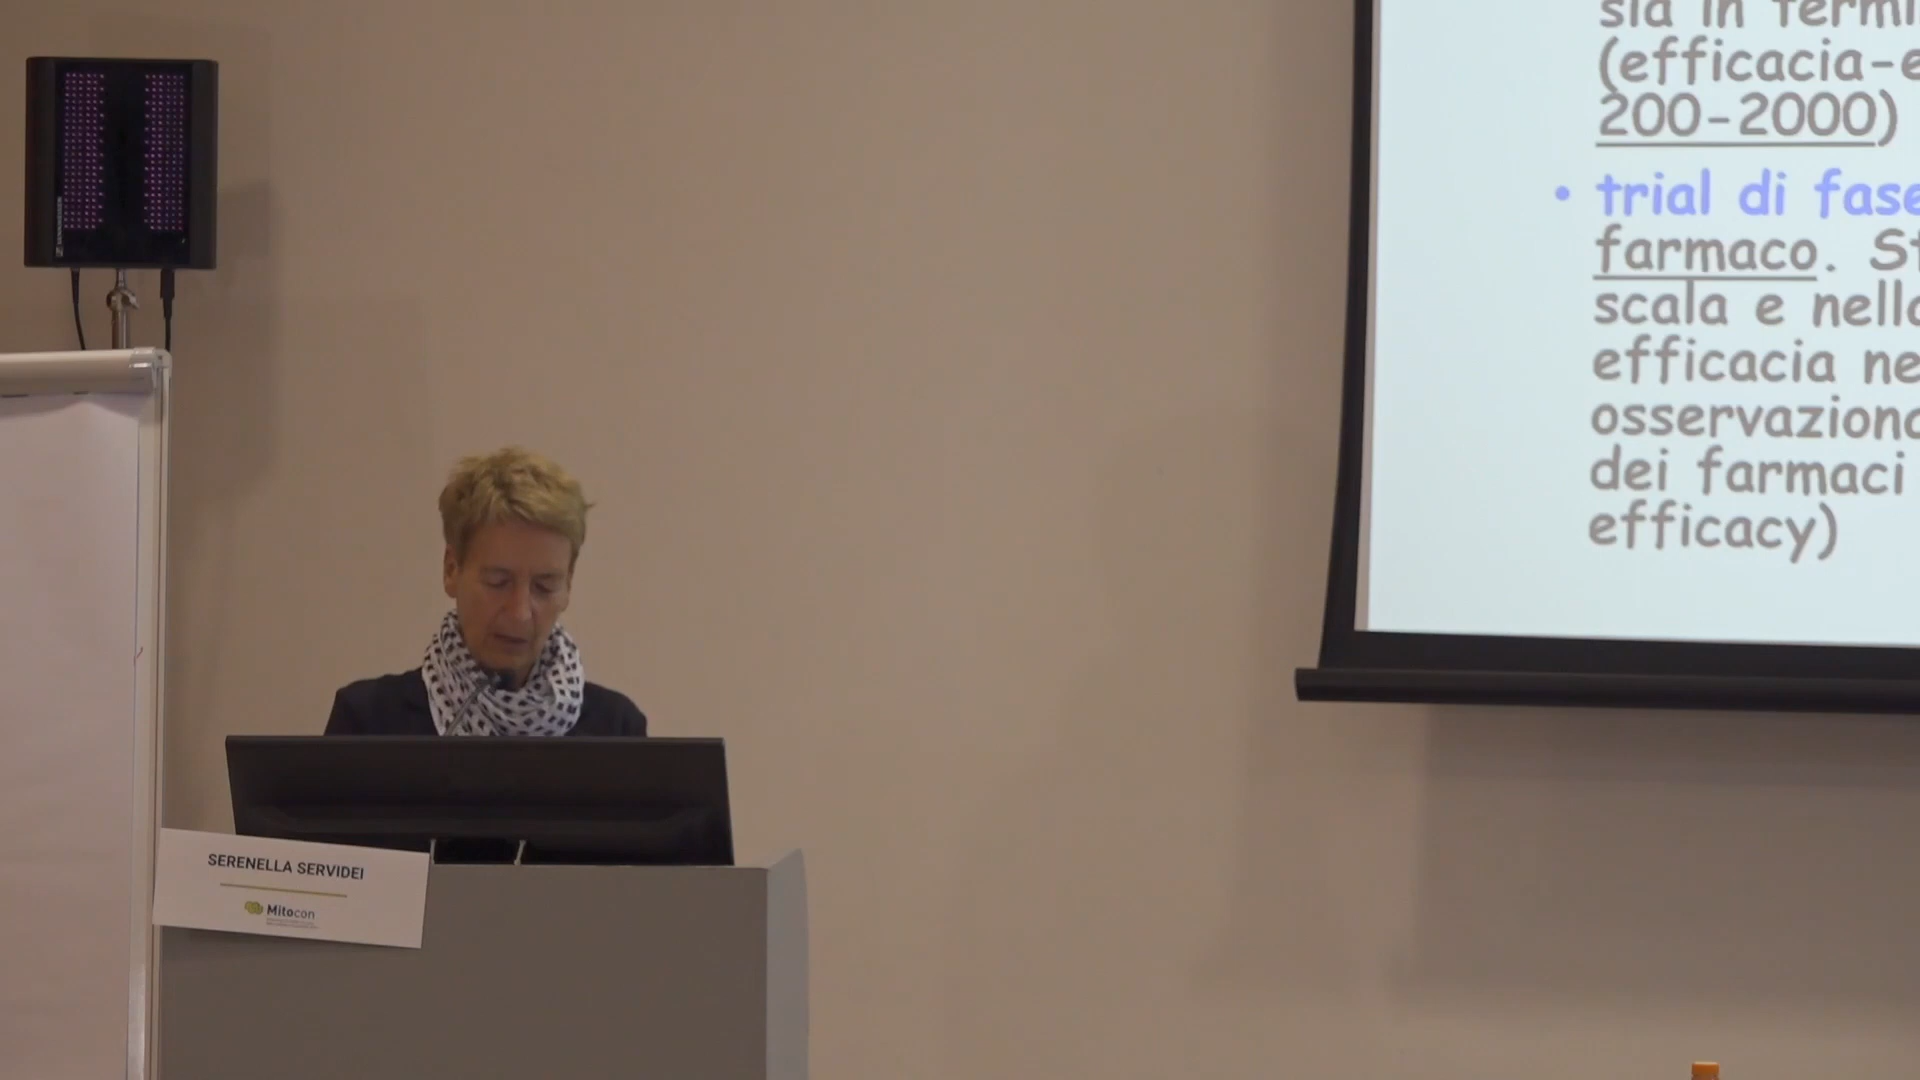 sia in termi
(efficacia-e
200-2000)
• trial di fase
farmaco. St
scala e nello
efficacia ne
osservaziona
dei farmaci
efficacy)
SENNHEISER
SERENELLA SERVIDEI
Mitocon